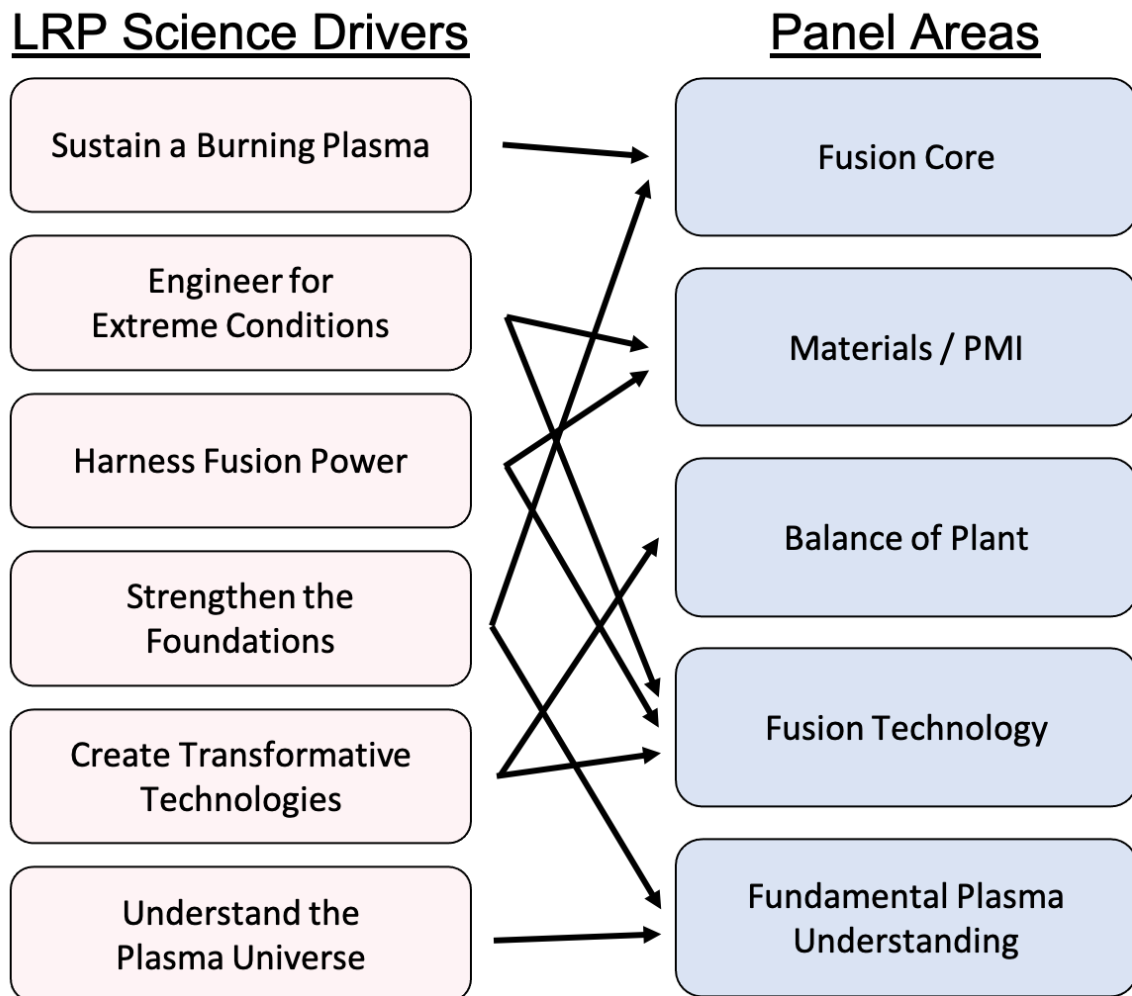 LRP Science Drivers
Sustain a Burning Plasma
Engineer for
Extreme Conditions
Harness Fusion Power
Strengthen the
Foundations
Create Transformative
Technologies
Understand the
Plasma Universe
Panel Areas
Fusion Core
Materials / PMI
Balance of Plant
Fusion Technology
Fundamental Plasma
Understanding